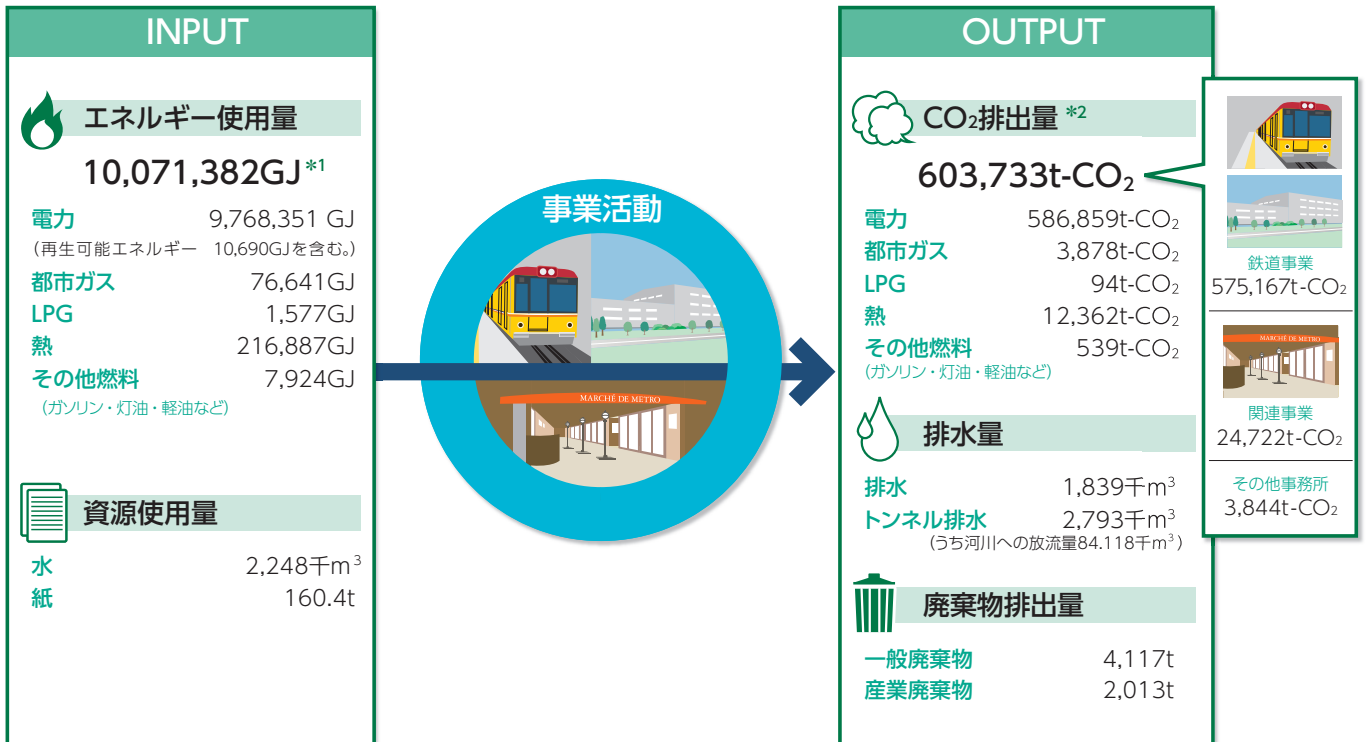 INPUT
エネルギー使用量
10,071,382GJ*1
電力 9,768,351 GJ
(再生可能エネルギー 10,690GJを含む。)
都市ガス 76,641GJ
LPG 1,577GJ
熱 216,887GJ
その他燃料 7,924GJ
(ガソリン・灯油・軽油など)
資源使用量
水 2,248千m³
紙 160.4t
事業活動
MARCHÉ DE METRO
OUTPUT
CO₂排出量 *2
603,733t-CO₂
電力 586,859t-CO₂
都市ガス 3,878t-CO₂
LPG 94t-CO₂
熱 12,362t-CO₂
その他燃料 539t-CO₂
(ガソリン・灯油・軽油など)
排水量
排水 1,839千m³
トンネル排水 2,793千m³
(うち河川への放流量84.118千m³)
廃棄物排出量
一般廃棄物 4,117t
産業廃棄物 2,013t
鉄道事業
575,167t-CO₂
MARCHÉ DE METRO
関連事業
24,722t-CO₂
その他事務所
3,844t-CO₂